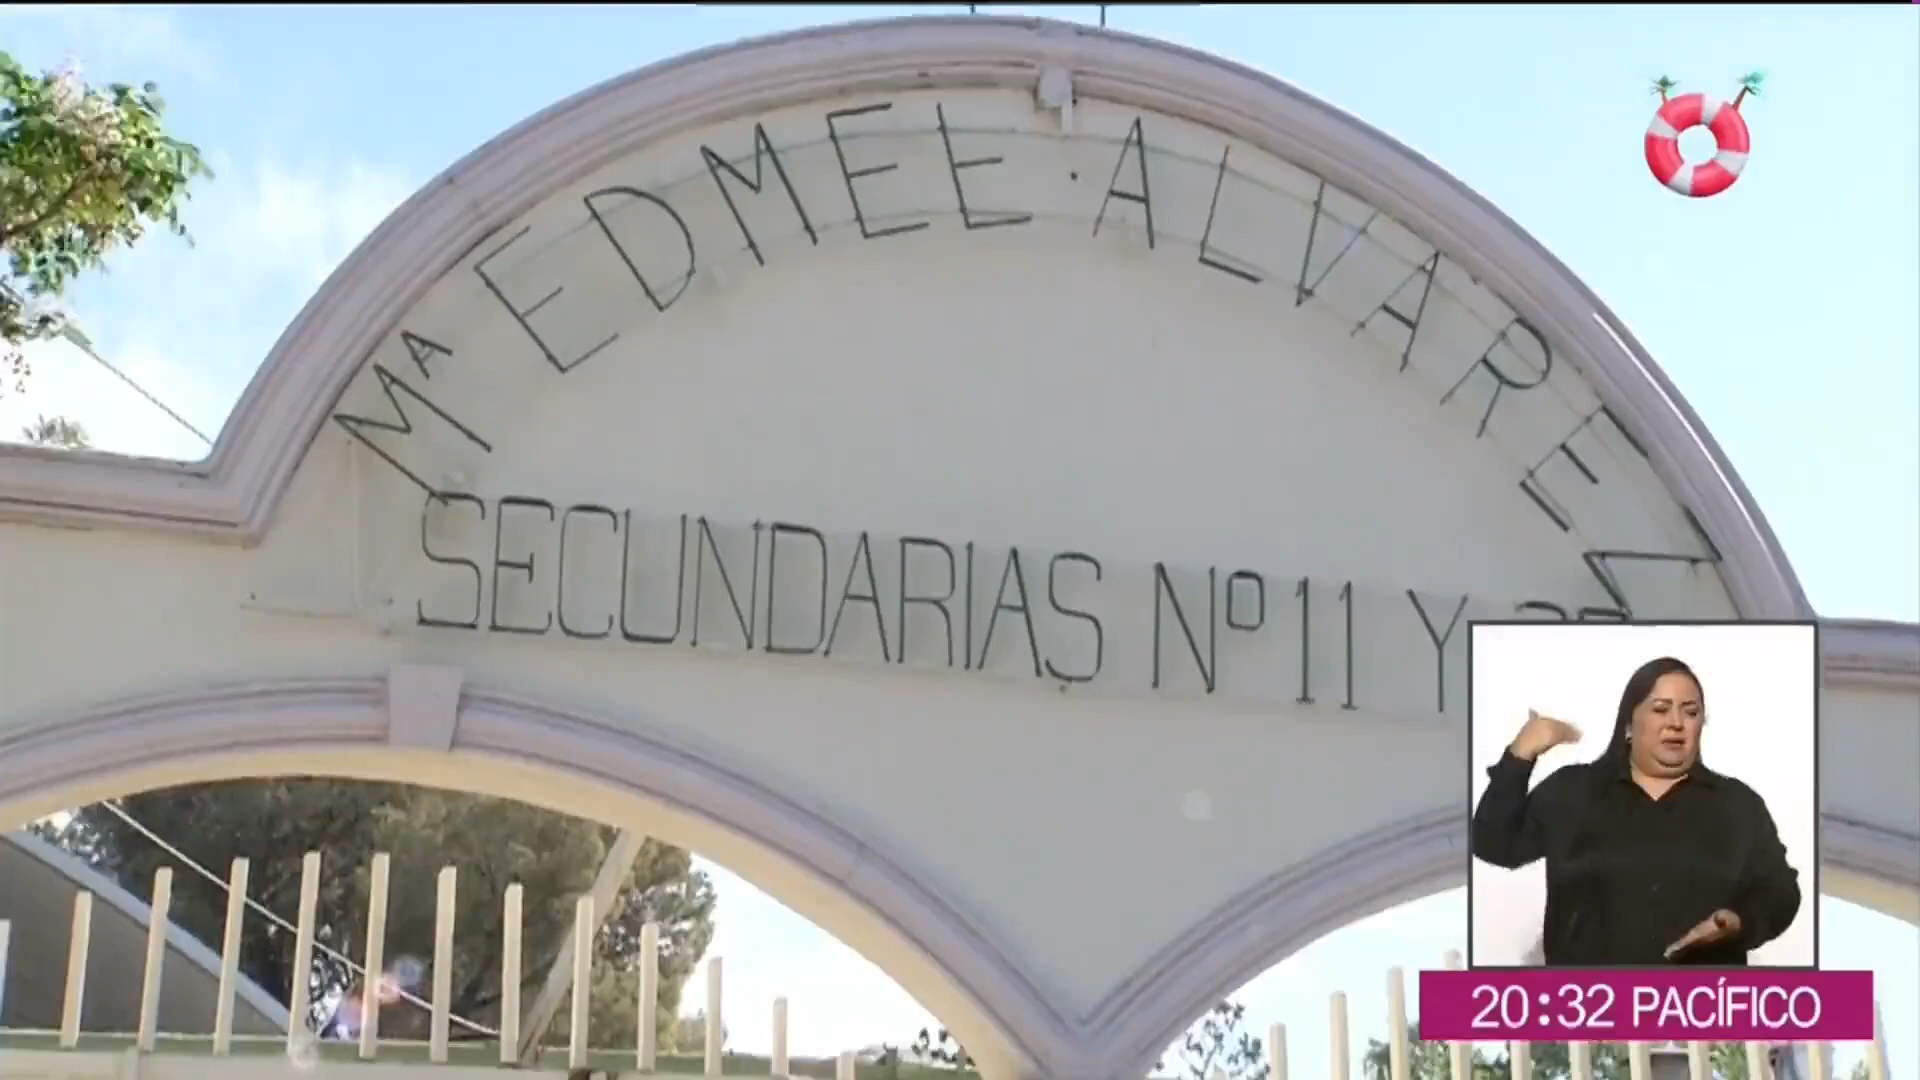 Mª EDMEE · ALVAREZ
SECUNDARIAS Nº 11 Y
20:32 PACÍFICO